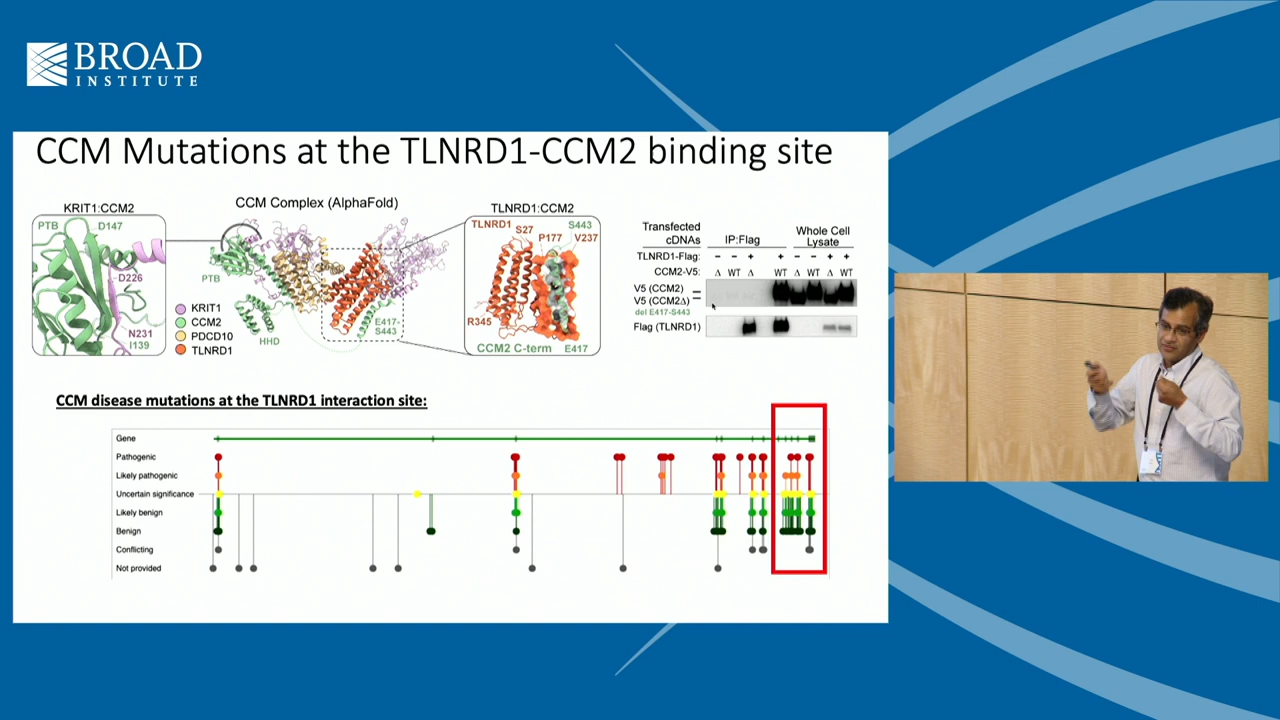 BROAD
INSTITUTE
CCM Mutations at the TLNRD1-CCM2 binding site
KRIT1:CCM2
PTB
D147
D226
N231
I139
CCM Complex (AlphaFold)
PTB
KRIT1
CCM2
PDCD10
TLNRD1
HHD
E417-
S443
TLNRD1:CCM2
TLNRD1
S27
S443
P177
V237
R345
CCM2 C-term
E417
Transfected
cDNAs
IP:Flag
Whole Cell
Lysate
TLNRD1-Flag: – – + + – – + +
CCM2-V5: Δ WT Δ WT Δ WT Δ WT
V5 (CCM2)
V5 (CCM2Δ)
del E417-S443
Flag (TLNRD1)
CCM disease mutations at the TLNRD1 interaction site:
Gene
Pathogenic
Likely pathogenic
Uncertain significance
Likely benign
Benign
Conflicting
Not provided